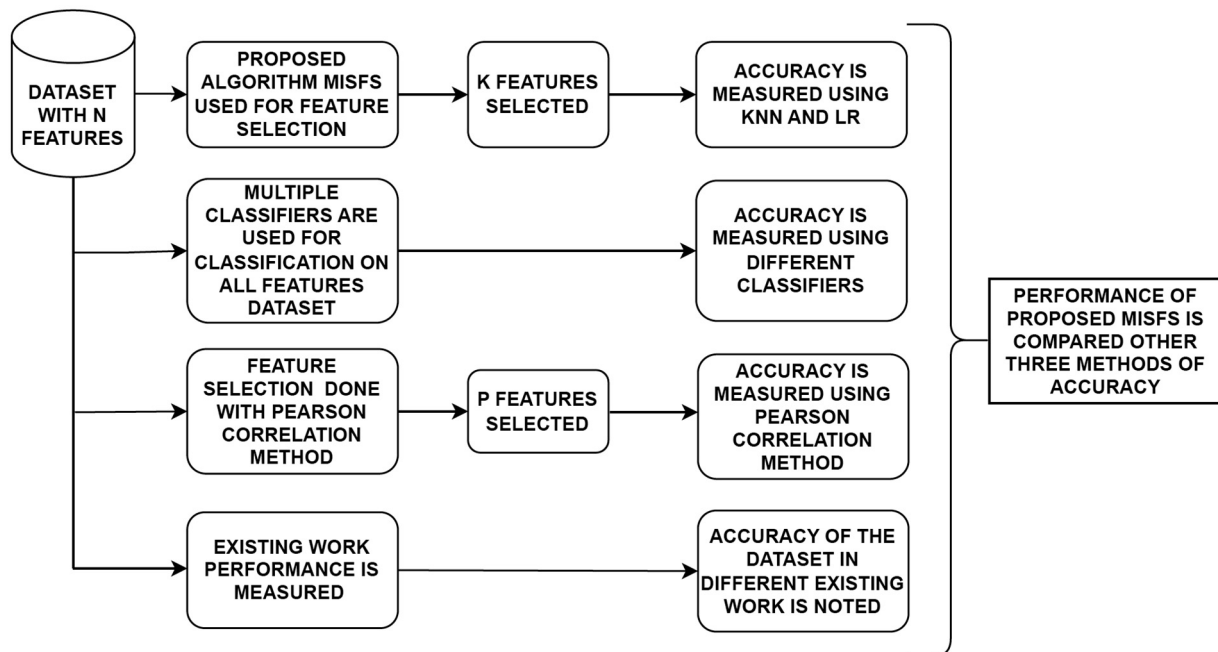 DATASET
WITH N
FEATURES
PROPOSED
ALGORITHM MISFS
USED FOR FEATURE
SELECTION
K FEATURES
SELECTED
ACCURACY IS
MEASURED USING
KNN AND LR
MULTIPLE
CLASSIFIERS ARE
USED FOR
CLASSIFICATION ON
ALL FEATURES
DATASET
ACCURACY IS
MEASURED USING
DIFFERENT
CLASSIFIERS
FEATURE
SELECTION DONE
WITH PEARSON
CORRELATION
METHOD
P FEATURES
SELECTED
ACCURACY IS
MEASURED USING
PEARSON
CORRELATION
METHOD
EXISTING WORK
PERFORMANCE IS
MEASURED
ACCURACY OF THE
DATASET IN
DIFFERENT EXISTING
WORK IS NOTED
PERFORMANCE OF
PROPOSED MISFS IS
COMPARED OTHER
THREE METHODS OF
ACCURACY